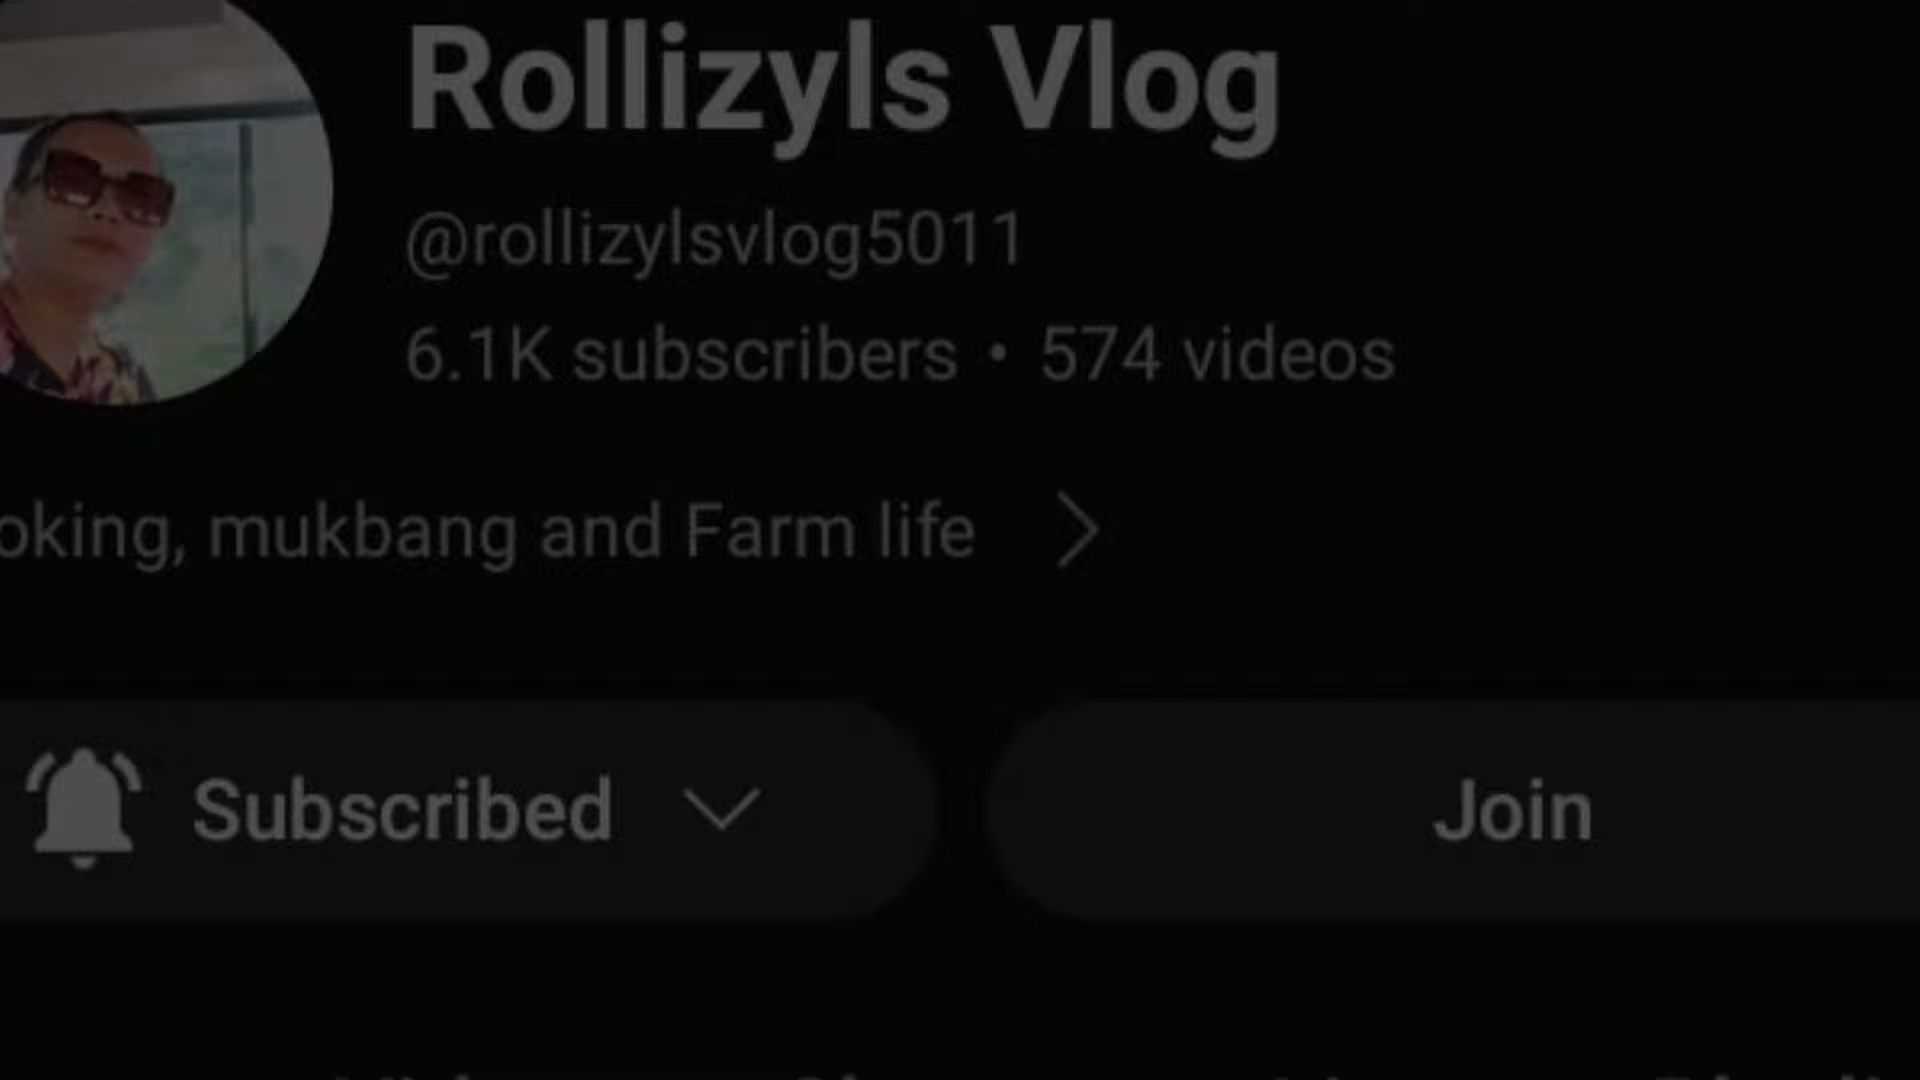 Rollizyls Vlog
@rollizylsvlog5011
6.1K subscribers • 574 videos
oking, mukbang and Farm life
Subscribed
Join